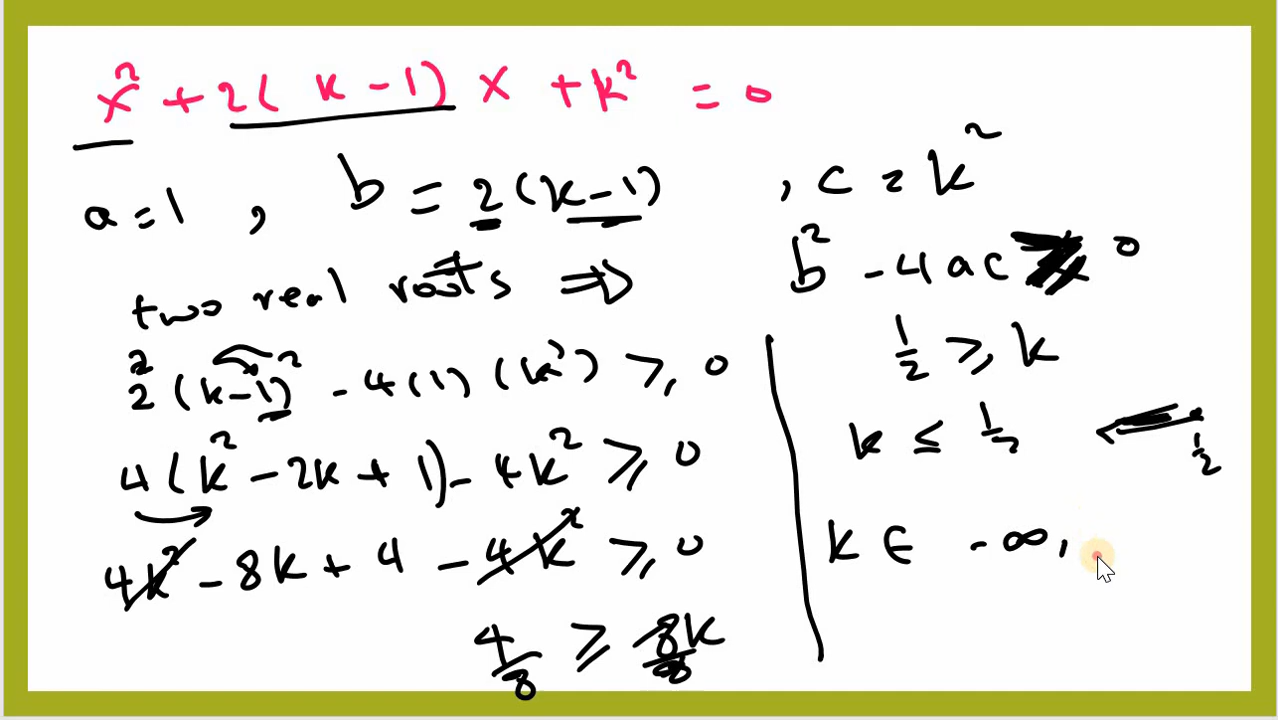 x² + 2(k-1)x + k² = 0
a=1, b = 2(k-1), c = k²
two real roots ⇒ b² - 4ac 0
2²(k-1)² - 4(1)(k²) ≥ 0
4(k² - 2k + 1) - 4k² ≥ 0
4k² - 8k + 4 - 4k² ≥ 0
4/8 ≥ 8k/8
1/2 ≥ k
k ≤ 1/2
1/2
k ∈ -∞,